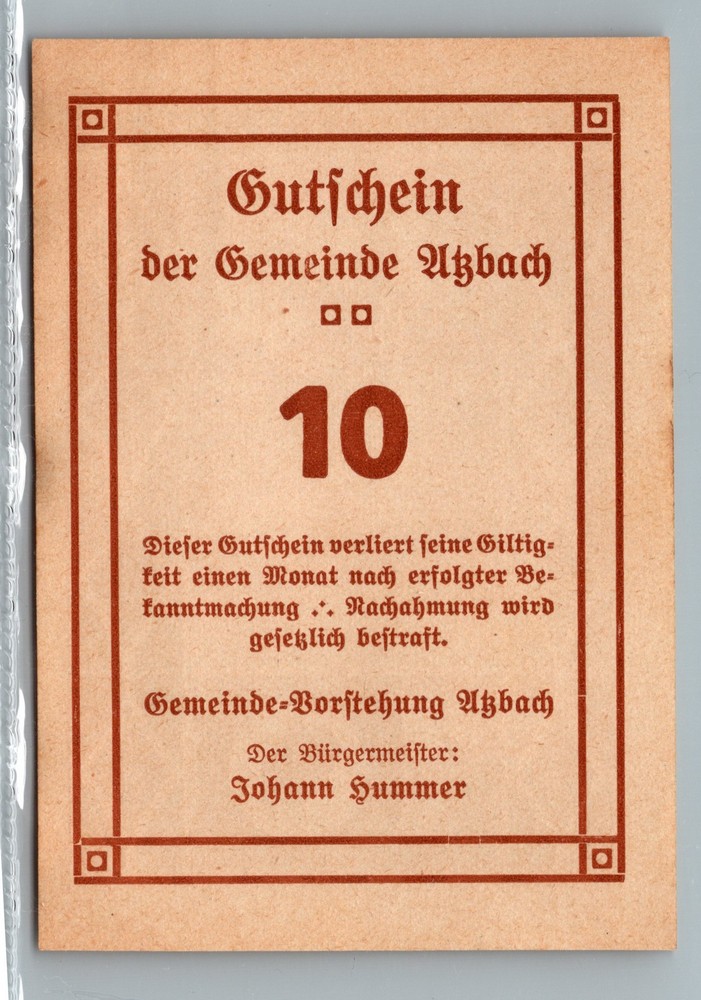 Gutschein
der Gemeinde Atzbach
10
Dieser Gutschein verliert seine Giltig-
keit einen Monat nach erfolgter Be-
kanntmachung ∴ Nachahmung wird
gesetzlich bestraft.
Gemeinde-Vorstehung Atzbach
Der Bürgermeister:
Johann Hummer